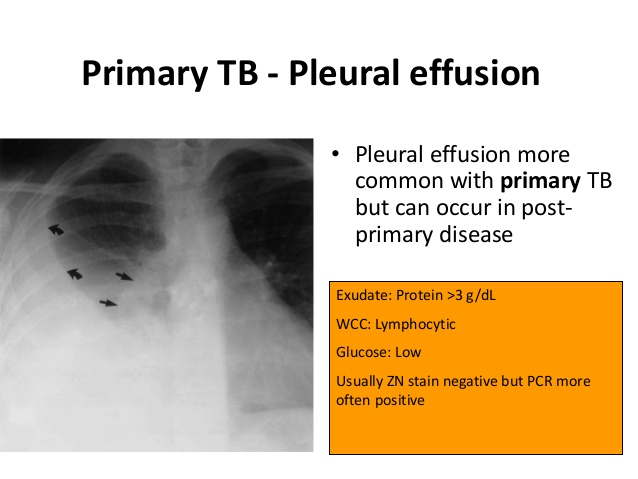 Primary TB - Pleural effusion
• Pleural effusion more
common with primary TB
but can occur in post-
primary disease
Exudate: Protein >3 g/dL
WCC: Lymphocytic
Glucose: Low
Usually ZN stain negative but PCR more
often positive